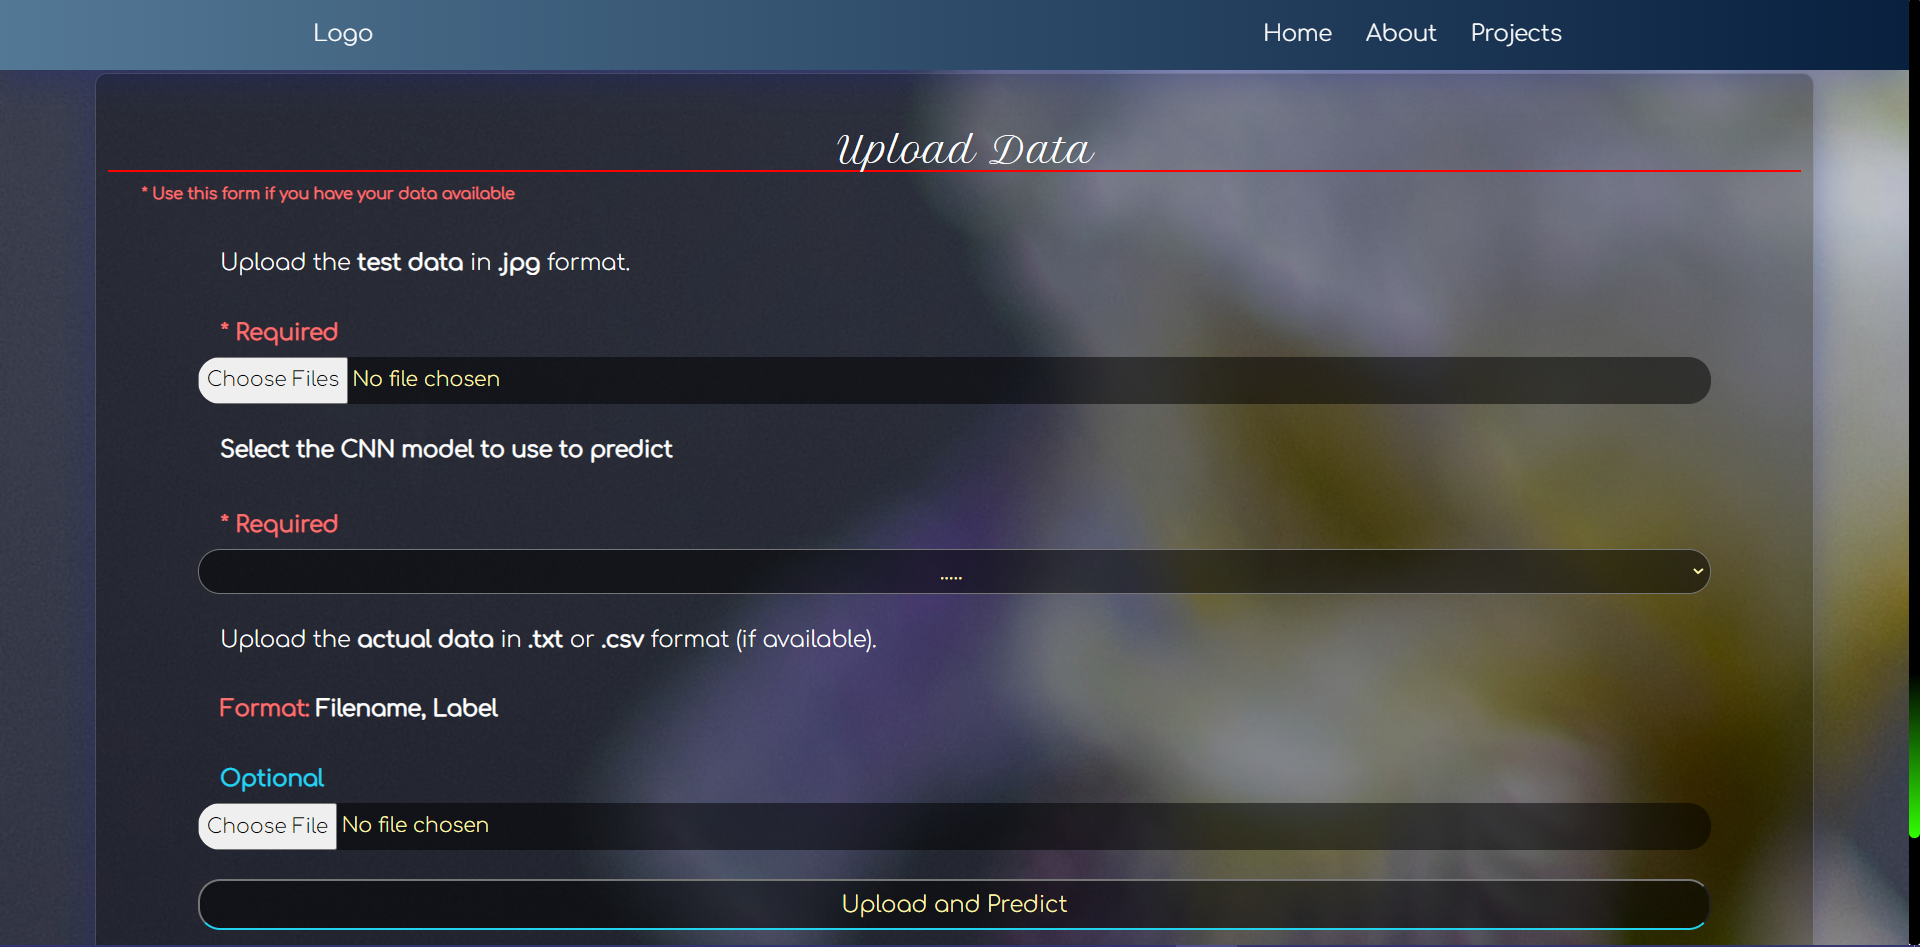 Logo
Home About Projects
Upload Data
* Use this form if you have your data available
Upload the test data in .jpg format.
* Required
Choose Files No file chosen
Select the CNN model to use to predict
* Required
.....
Upload the actual data in .txt or .csv format (if available).
Format: Filename, Label
Optional
Choose File No file chosen
Upload and Predict